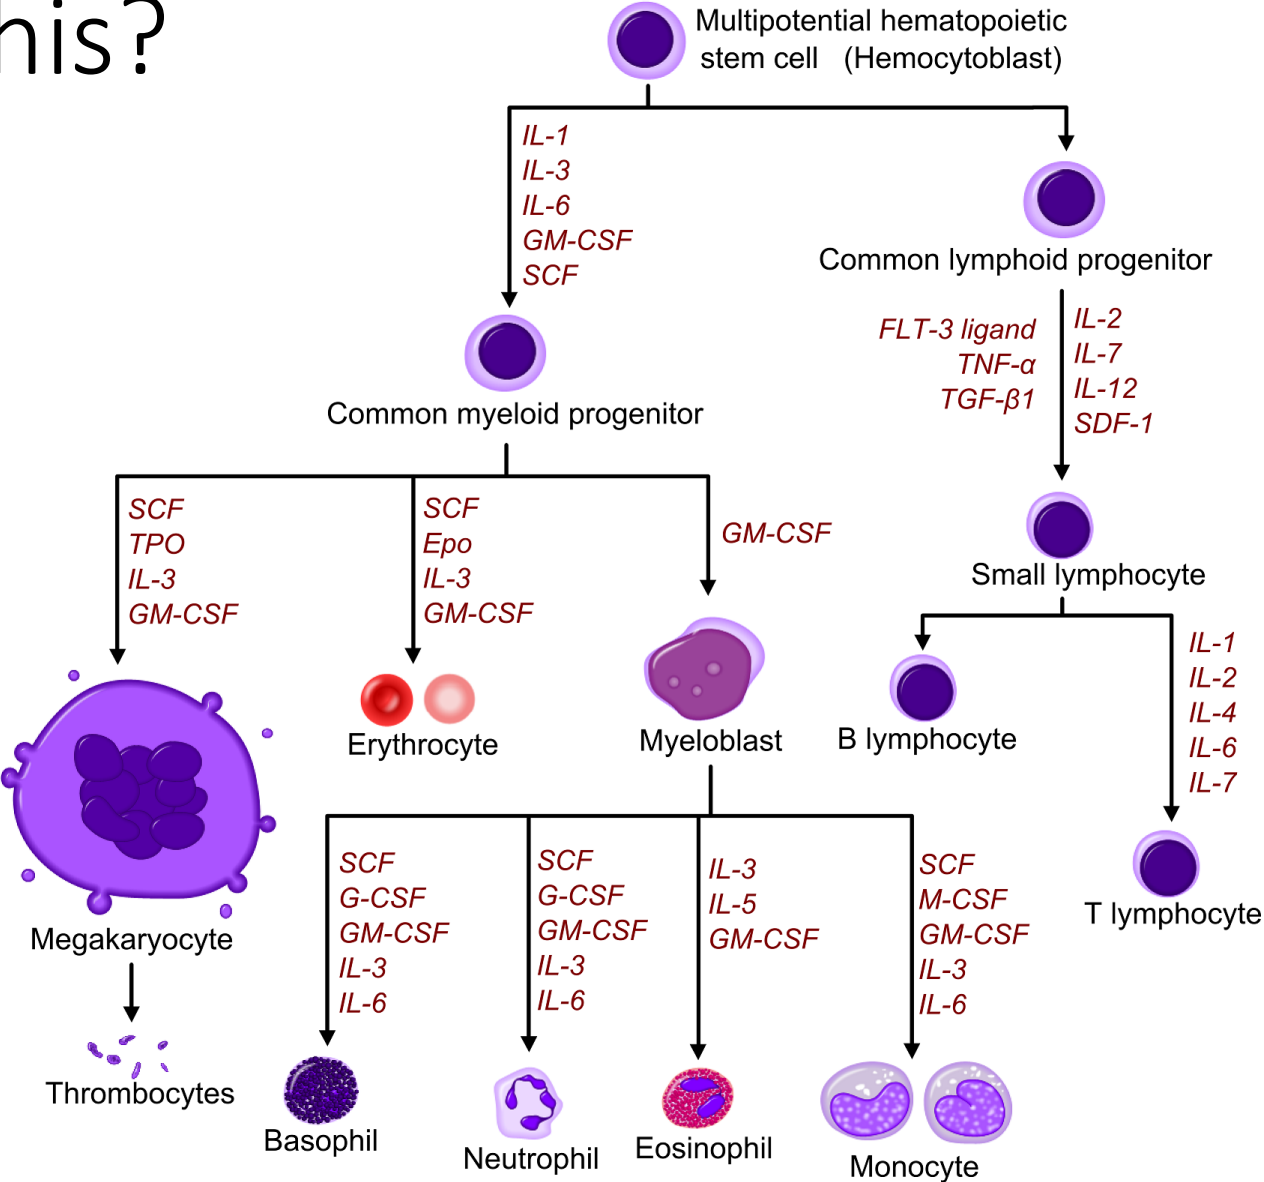 his?
Multipotential hematopoietic
stem cell (Hemocytoblast)
IL-1
IL-3
IL-6
GM-CSF
SCF
Common lymphoid progenitor
FLT-3 ligand
TNF-α
TGF-β1
IL-2
IL-7
IL-12
SDF-1
Common myeloid progenitor
SCF
TPO
IL-3
GM-CSF
SCF
Epo
IL-3
GM-CSF
GM-CSF
Small lymphocyte
IL-1
IL-2
IL-4
IL-6
IL-7
Erythrocyte
Myeloblast
B lymphocyte
SCF
G-CSF
GM-CSF
IL-3
IL-6
SCF
G-CSF
GM-CSF
IL-3
IL-6
IL-3
IL-5
GM-CSF
SCF
M-CSF
GM-CSF
IL-3
IL-6
T lymphocyte
Megakaryocyte
Thrombocytes
Basophil
Neutrophil
Eosinophil
Monocyte